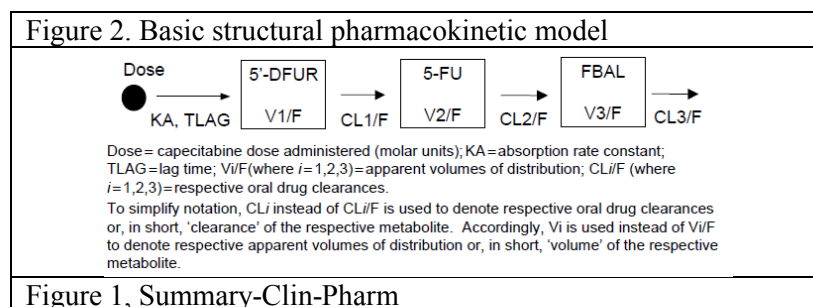 Figure 2. Basic structural pharmacokinetic model
Dose
5'-DFUR
5-FU
FBAL
KA, TLAG
V1/F
CL1/F
V2/F
CL2/F
V3/F
CL3/F
Dose= capecitabine dose administered (molar units); KA=absorption rate constant;
TLAG=lag time; Vi/F(where i=1,2,3)=apparent volumes of distribution; CLi/F (where
i=1,2,3)=respective oral drug clearances.
To simplify notation, CLi instead of CLi/F is used to denote respective oral drug clearances
or, in short, 'clearance' of the respective metabolite. Accordingly, Vi is used instead of Vi/F
to denote respective apparent volumes of distribution or, in short, 'volume' of the respective
metabolite.
Figure 1, Summary-Clin-Pharm